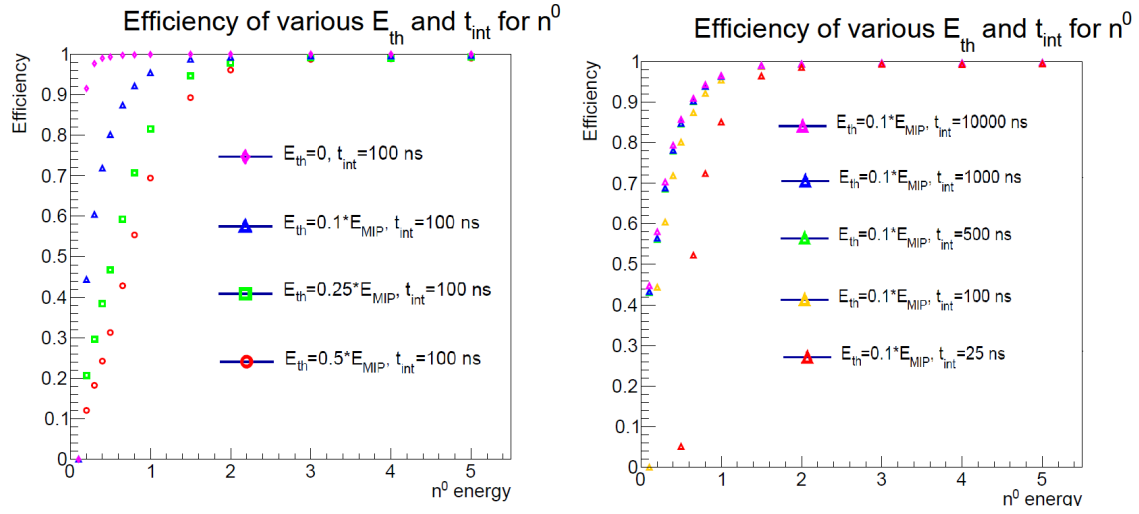 Efficiency of various E_th and t_int for n^0
Efficiency
1
0.9
0.8
0.7
0.6
0.5
0.4
0.3
0.2
0.1
0
E_th=0, t_int=100 ns
E_th=0.1*E_MIP, t_int=100 ns
E_th=0.25*E_MIP, t_int=100 ns
E_th=0.5*E_MIP, t_int=100 ns
0 1 2 3 4 5
n^0 energy
Efficiency of various E_th and t_int for n^0
Efficiency
1
0.9
0.8
0.7
0.6
0.5
0.4
0.3
0.2
0.1
0
E_th=0.1*E_MIP, t_int=10000 ns
E_th=0.1*E_MIP, t_int=1000 ns
E_th=0.1*E_MIP, t_int=500 ns
E_th=0.1*E_MIP, t_int=100 ns
E_th=0.1*E_MIP, t_int=25 ns
0 1 2 3 4 5
n^0 energy